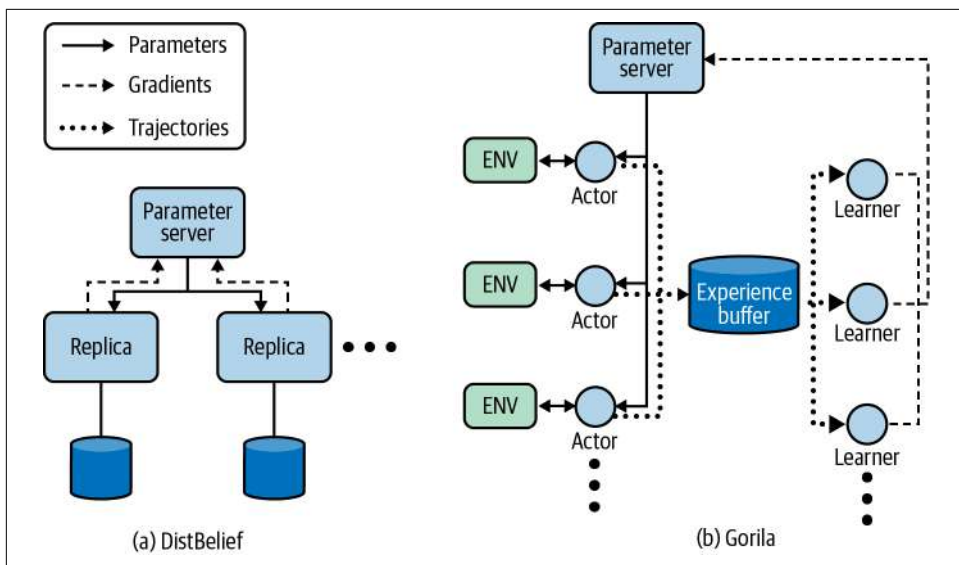 Parameters
Gradients
Trajectories
Parameter
server
Replica
Replica
(a) DistBelief
Parameter
server
ENV
Actor
ENV
Actor
ENV
Actor
Experience
buffer
Learner
Learner
Learner
(b) Gorila